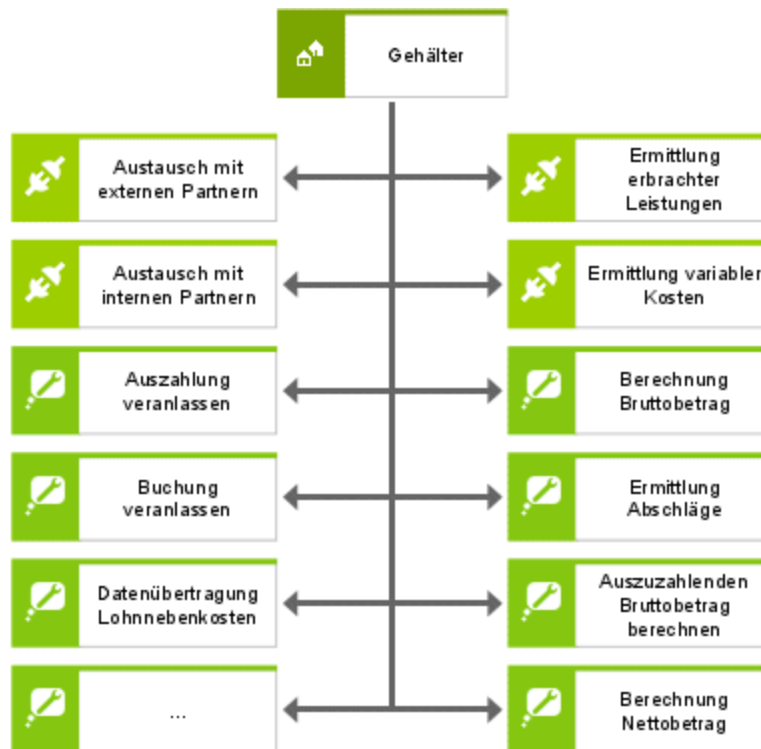 Gehälter
Austausch mit
externen Partnern
Ermittlung
erbrachter
Leistungen
Austausch mit
internen Partnern
Ermittlung variabler
Kosten
Auszahlung
veranlassen
Berechnung
Bruttobetrag
Buchung
veranlassen
Ermittlung
Abschläge
Datenübertragung
Lohnnebenkosten
Auszuzahlenden
Bruttobetrag
berechnen
...
Berechnung
Nettobetrag